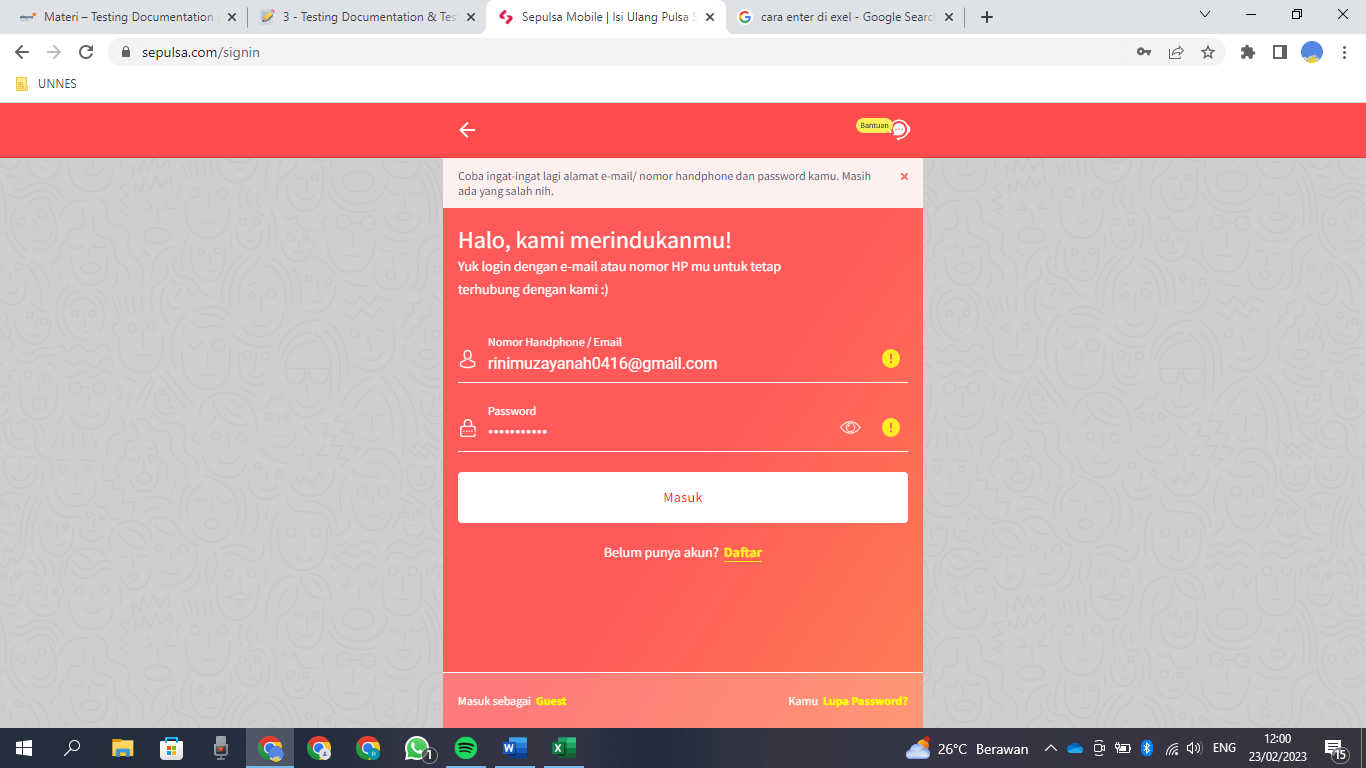 Materi – Testing Documentation
3 - Testing Documentation & Tes
Sepulsa Mobile | Isi Ulang Pulsa S
cara enter di exel - Google Searc
sepulsa.com/signin
UNNES
Bantuan
Coba ingat-ingat lagi alamat e-mail/ nomor handphone dan password kamu. Masih
ada yang salah nih.
Halo, kami merindukanmu!
Yuk login dengan e-mail atau nomor HP mu untuk tetap
terhubung dengan kami :)
Nomor Handphone / Email
rinimuzayanah0416@gmail.com
Password
•••••••••••
Masuk
Belum punya akun? Daftar
Masuk sebagai Guest
Kamu Lupa Password?
26°C Berawan
ENG
12:00
23/02/2023
15
1